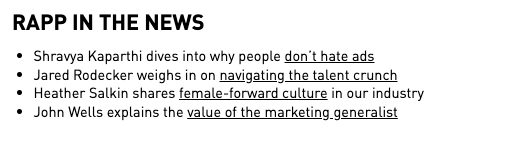 RAPP IN THE NEWS
• Shravya Kaparthi dives into why people don't hate ads
• Jared Rodecker weighs in on navigating the talent crunch
• Heather Salkin shares female-forward culture in our industry
• John Wells explains the value of the marketing generalist